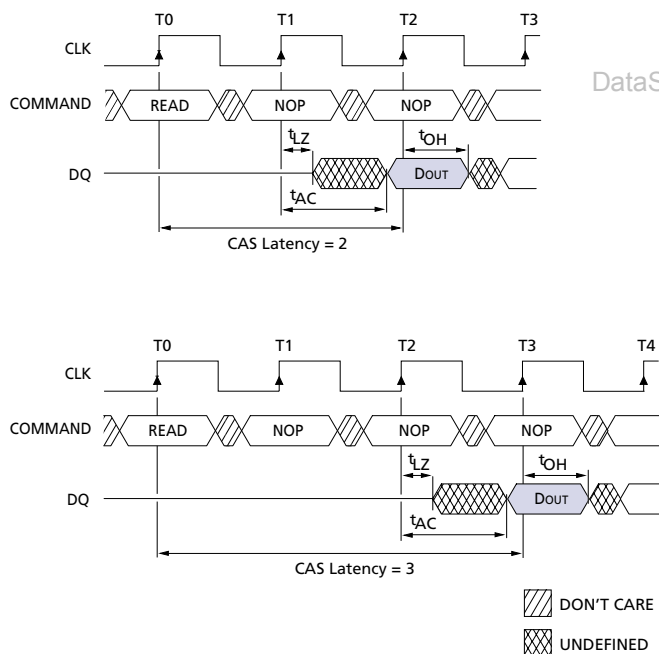 T0 T1 T2 T3
CLK
DataS
COMMAND READ NOP NOP
tLZ tOH
DQ DOUT
tAC
CAS Latency = 2
T0 T1 T2 T3 T4
CLK
COMMAND READ NOP NOP NOP
tLZ tOH
DQ DOUT
tAC
CAS Latency = 3
DON'T CARE
UNDEFINED